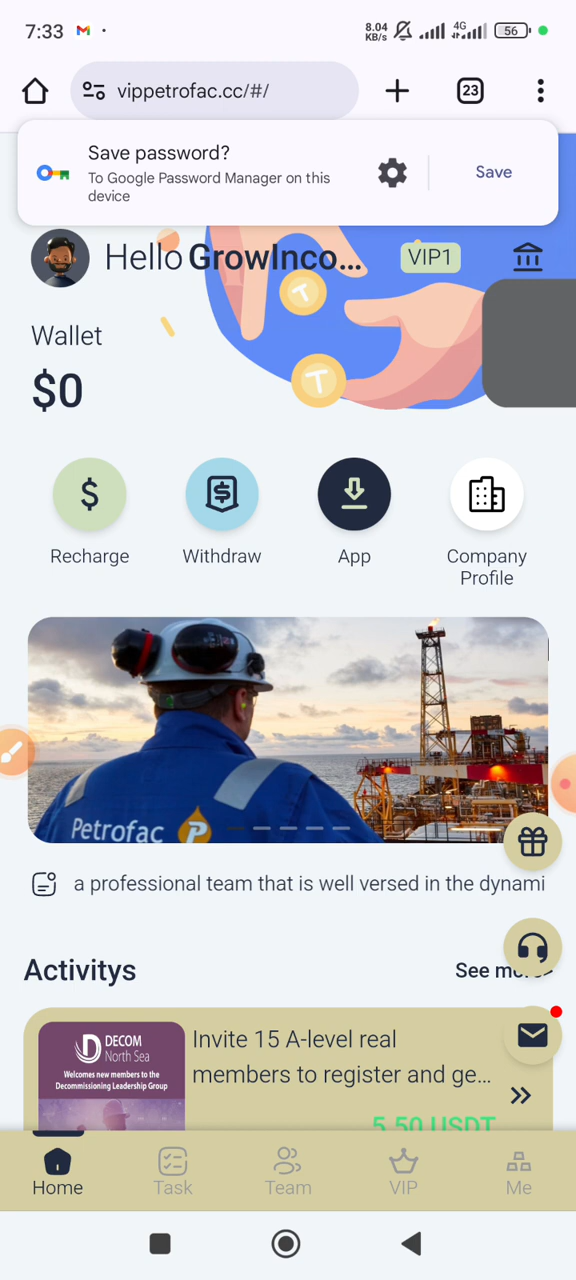 7:33
8.04
KB/s
4G
56
vippetrofac.cc/#/
23
Save password?
To Google Password Manager on this
device
Save
Hello GrowInco...
VIP1
Wallet
$0
Recharge
Withdraw
App
Company
Profile
Petrofac
a professional team that is well versed in the dynami
Activitys
See more>
DECOM
North Sea
Welcomes new members to the
Decommissioning Leadership Group
Invite 15 A-level real
members to register and ge...
5.50 USDT
Home
Task
Team
VIP
Me